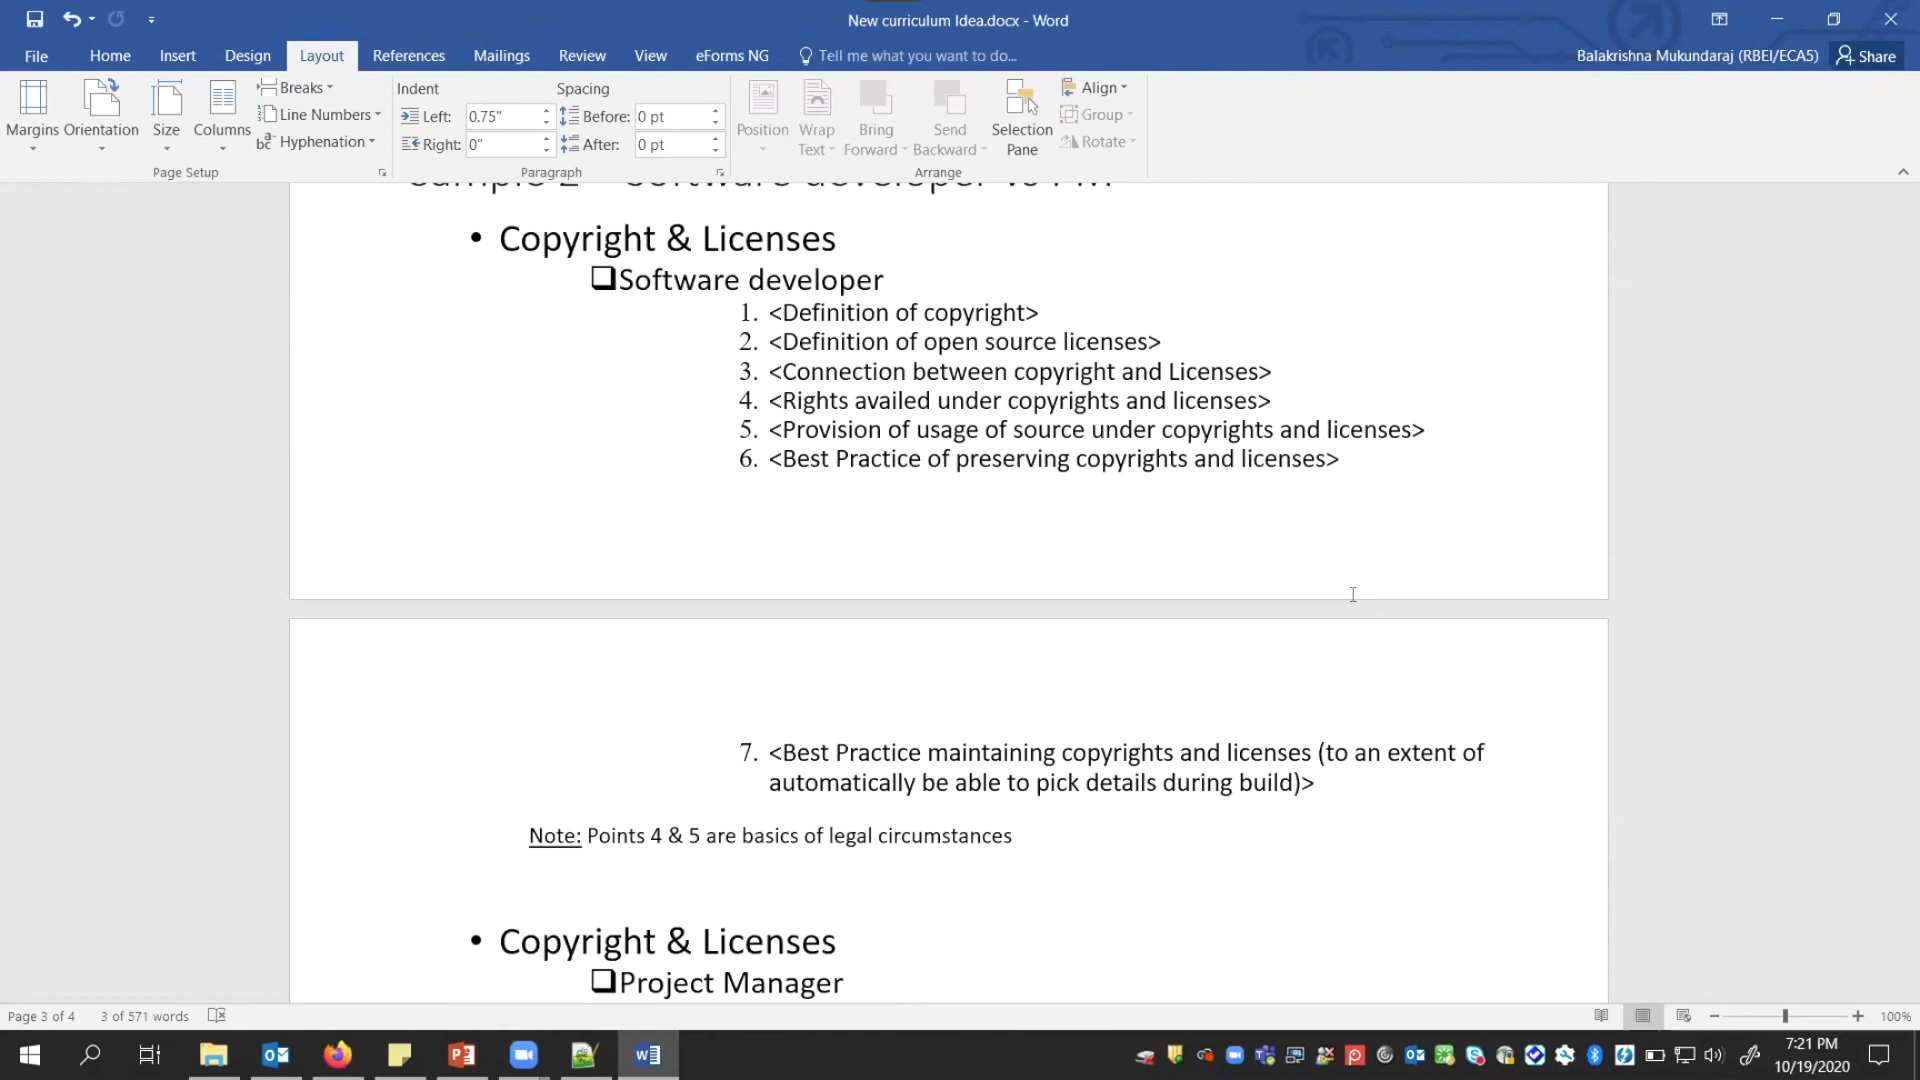 New curriculum Idea.docx - Word
File Home Insert Design Layout References Mailings Review View eForms NG Tell me what you want to do...
Balakrishna Mukundaraj (RBEI/ECA5) Share
Margins Orientation Size Columns
Breaks
Line Numbers
Hyphenation
Page Setup
Indent
Left: 0.75"
Right: 0"
Spacing
Before: 0 pt
After: 0 pt
Paragraph
Position
Wrap Text
Bring Forward
Send Backward
Selection Pane
Align
Group
Rotate
Arrange
Sample 2 - Software developer vs PM
• Copyright & Licenses
❑Software developer
1. <Definition of copyright>
2. <Definition of open source licenses>
3. <Connection between copyright and Licenses>
4. <Rights availed under copyrights and licenses>
5. <Provision of usage of source under copyrights and licenses>
6. <Best Practice of preserving copyrights and licenses>
7. <Best Practice maintaining copyrights and licenses (to an extent of
automatically be able to pick details during build)>
Note: Points 4 & 5 are basics of legal circumstances
• Copyright & Licenses
❑Project Manager
Page 3 of 4 3 of 571 words
100%
7:21 PM
10/19/2020